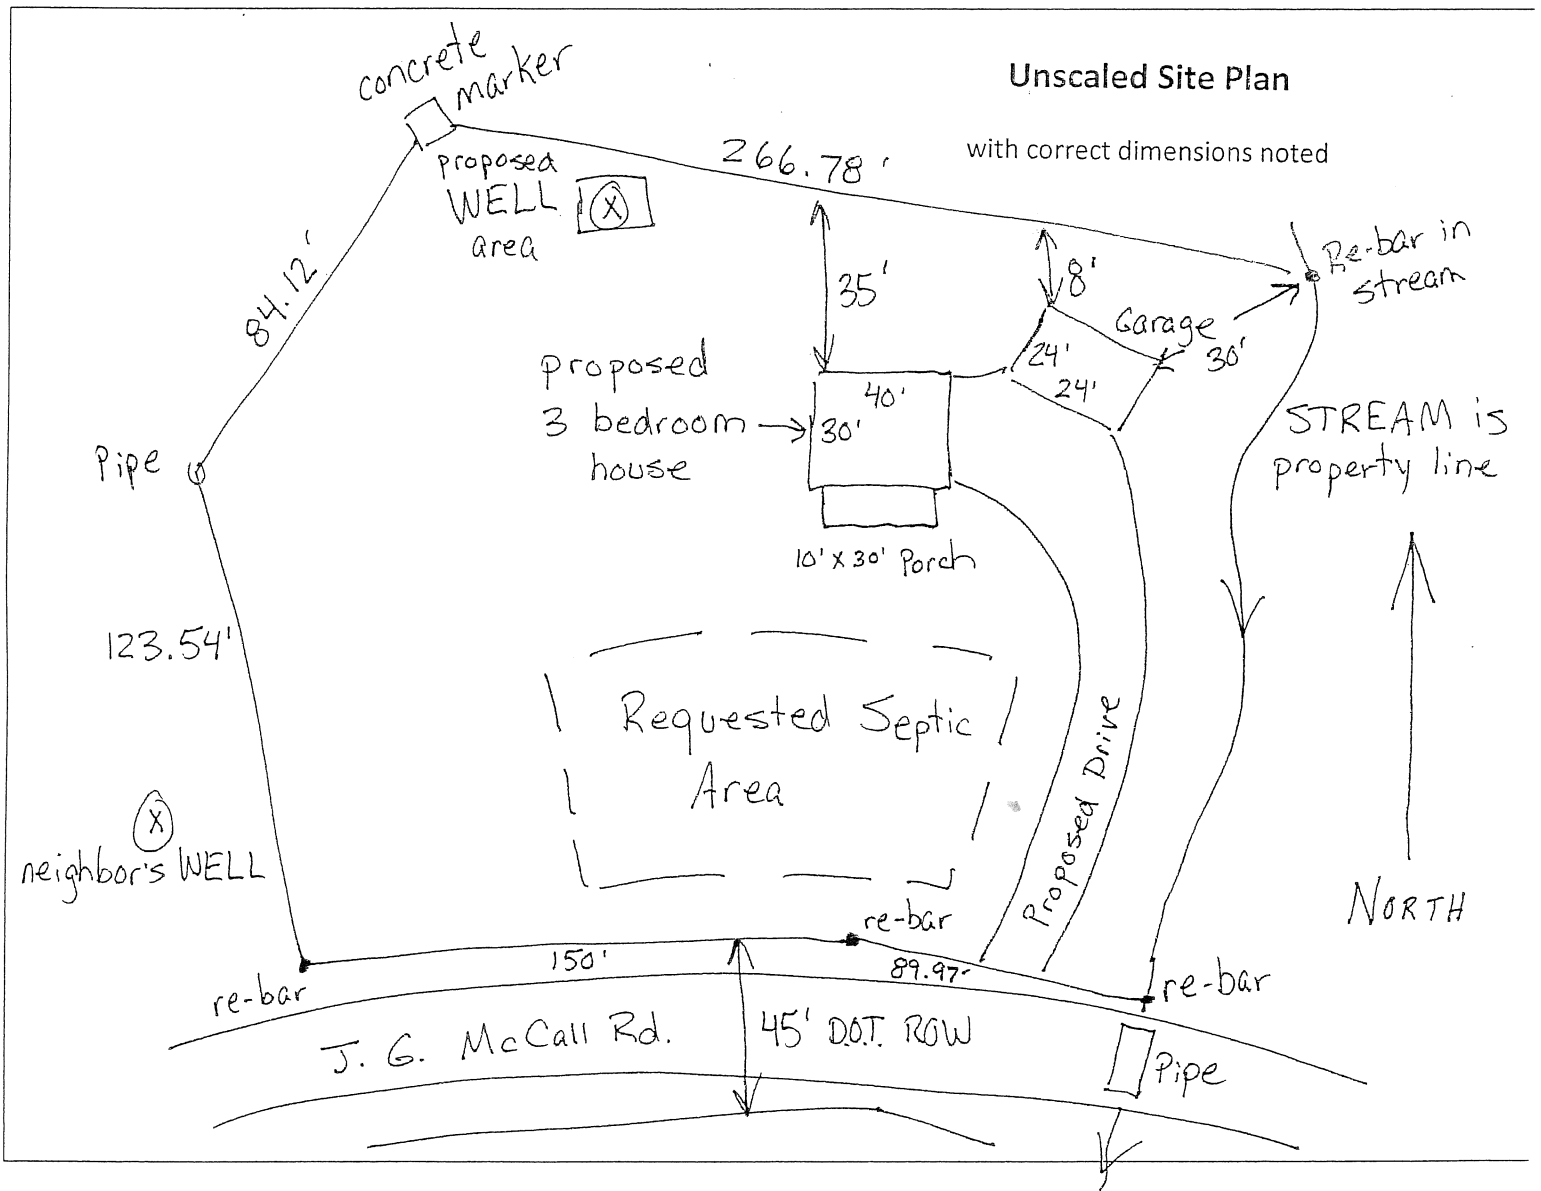 Unscaled Site Plan
with correct dimensions noted
concrete
marker
266.78'
proposed
WELL
area
X
84.12'
35'
8'
Re-bar in
stream
Garage
30'
24'
24'
proposed
3 bedroom
house
40'
30'
STREAM is
property line
Pipe
10' X 30' Porch
123.54'
Requested Septic
Area
Proposed Drive
X
neighbor's WELL
NORTH
re-bar
150'
re-bar
89.97'
re-bar
J. G. McCall Rd.
45' D.O.T. ROW
Pipe